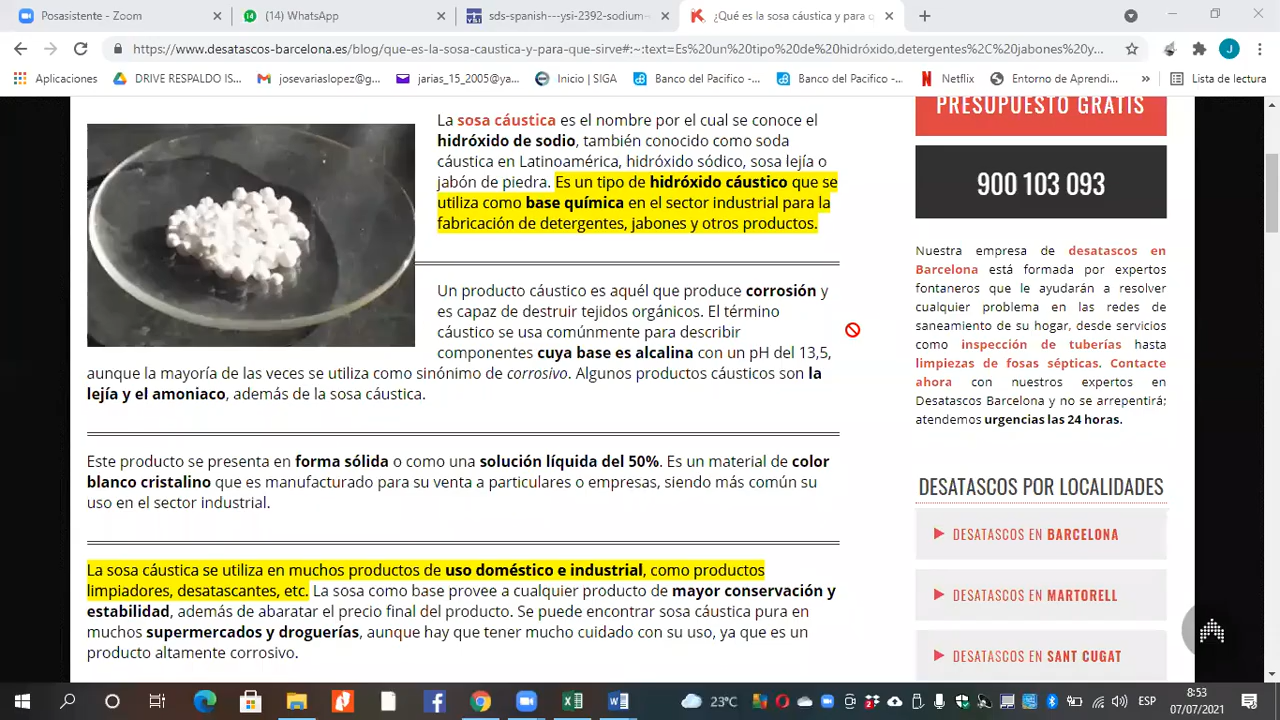 Posasistente - Zoom
(14) WhatsApp
sds-spanish---ysi-2392-sodium-
¿Qué es la sosa cáustica y para q
https://www.desatascos-barcelona.es/blog/que-es-la-sosa-caustica-y-para-que-sirve#:~:text=Es%20un%20tipo%20de%20hidróxido,detergentes%2C%20jabones%20y...
J
Aplicaciones
DRIVE RESPALDO IS...
josevariaslopez@g...
jarias_15_2005@ya...
Inicio | SIGA
Banco del Pacífico -...
Banco del Pacifico -...
Netflix
Entorno de Aprendi...
»
Lista de lectura
La sosa cáustica es el nombre por el cual se conoce el
hidróxido de sodio, también conocido como soda
cáustica en Latinoamérica, hidróxido sódico, sosa lejía o
jabón de piedra. Es un tipo de hidróxido cáustico que se
utiliza como base química en el sector industrial para la
fabricación de detergentes, jabones y otros productos.
Un producto cáustico es aquél que produce corrosión y
es capaz de destruir tejidos orgánicos. El término
cáustico se usa comúnmente para describir
componentes cuya base es alcalina con un pH del 13,5,
aunque la mayoría de las veces se utiliza como sinónimo de corrosivo. Algunos productos cáusticos son la
lejía y el amoniaco, además de la sosa cáustica.
Este producto se presenta en forma sólida o como una solución líquida del 50%. Es un material de color
blanco cristalino que es manufacturado para su venta a particulares o empresas, siendo más común su
uso en el sector industrial.
La sosa cáustica se utiliza en muchos productos de uso doméstico e industrial, como productos
limpiadores, desatascantes, etc. La sosa como base provee a cualquier producto de mayor conservación y
estabilidad, además de abaratar el precio final del producto. Se puede encontrar sosa cáustica pura en
muchos supermercados y droguerías, aunque hay que tener mucho cuidado con su uso, ya que es un
producto altamente corrosivo.
PRESUPUESTO GRATIS
900 103 093
Nuestra empresa de desatascos en
Barcelona está formada por expertos
fontaneros que le ayudarán a resolver
cualquier problema en las redes de
saneamiento de su hogar, desde servicios
como inspección de tuberías hasta
limpiezas de fosas sépticas. Contacte
ahora con nuestros expertos en
Desatascos Barcelona y no se arrepentirá;
atendemos urgencias las 24 horas.
DESATASCOS POR LOCALIDADES
DESATASCOS EN BARCELONA
DESATASCOS EN MARTORELL
DESATASCOS EN SANT CUGAT
23°C
ESP
8:53
07/07/2021